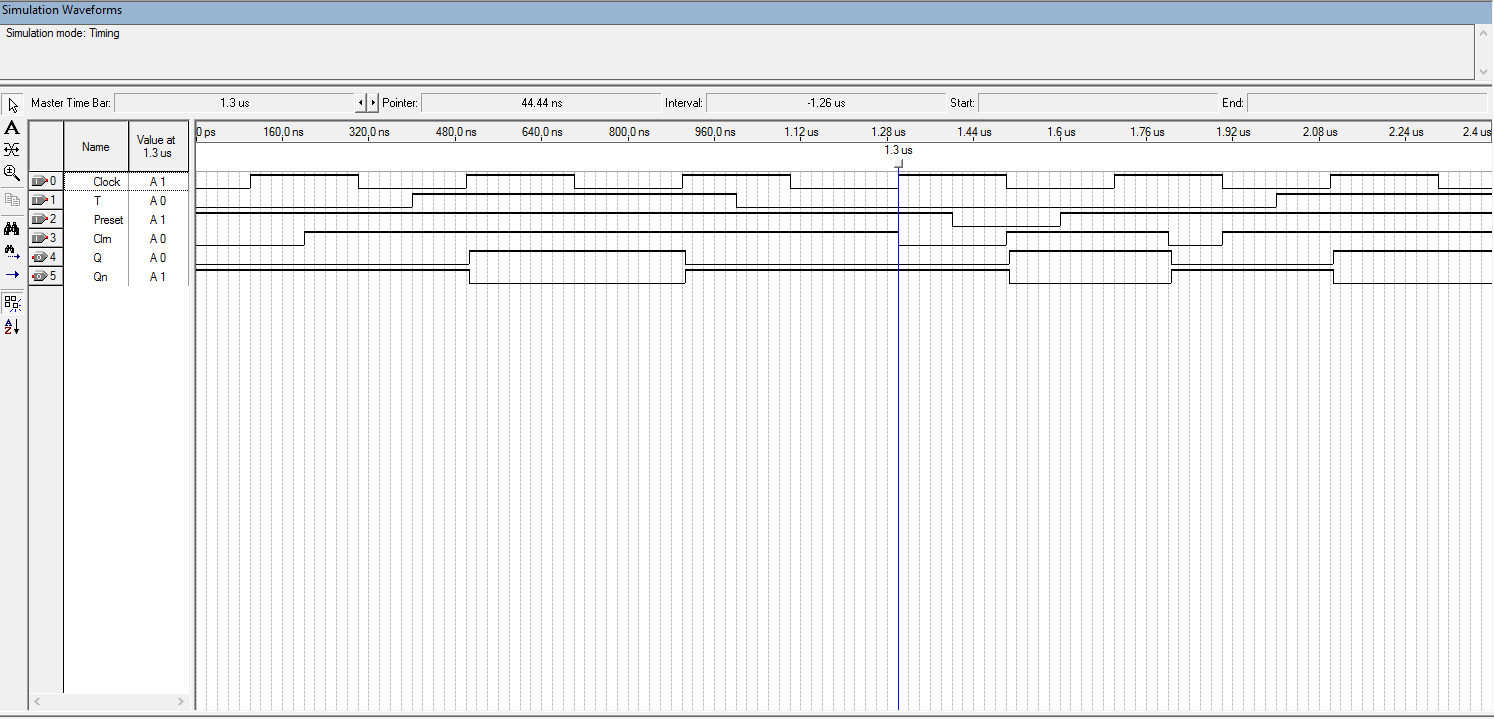 Simulation Waveforms
Simulation mode: Timing
Master Time Bar: 1.3 us Pointer: 44.44 ns Interval: -1.26 us Start: End:
A
Name Value at 1.3 us
0 ps 160.0 ns 320.0 ns 480.0 ns 640.0 ns 800.0 ns 960.0 ns 1.12 us 1.28 us 1.44 us 1.6 us 1.76 us 1.92 us 2.08 us 2.24 us 2.4 us
1.3 us
0 Clock A 1
1 T A 0
2 Preset A 1
3 Clrn A 0
4 Q A 0
5 Qn A 1
A
Z